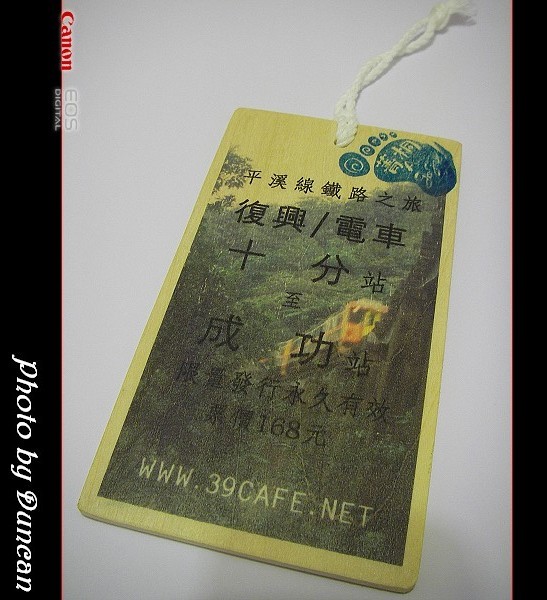 Canon
EOS
DIGITAL
平溪線鐵路之旅
復興/電車
十分站
至
成功站
限量發行永久有效
票價168元
WWW.39CAFE.NET
Photo by Duncan